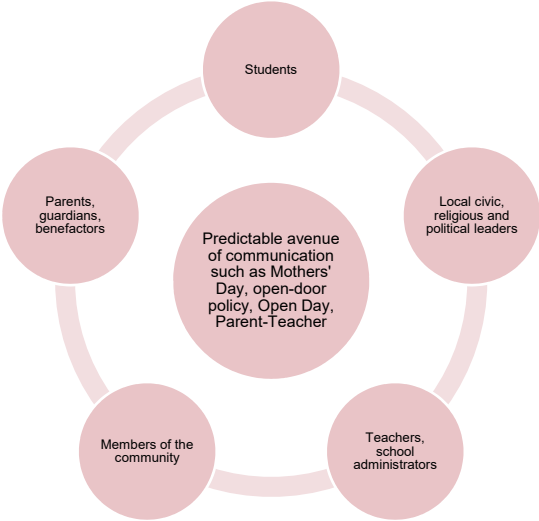 Students
Local civic,
religious and
political leaders
Teachers,
school
administrators
Members of the
community
Parents,
guardians,
benefactors
Predictable avenue
of communication
such as Mothers'
Day, open-door
policy, Open Day,
Parent-Teacher